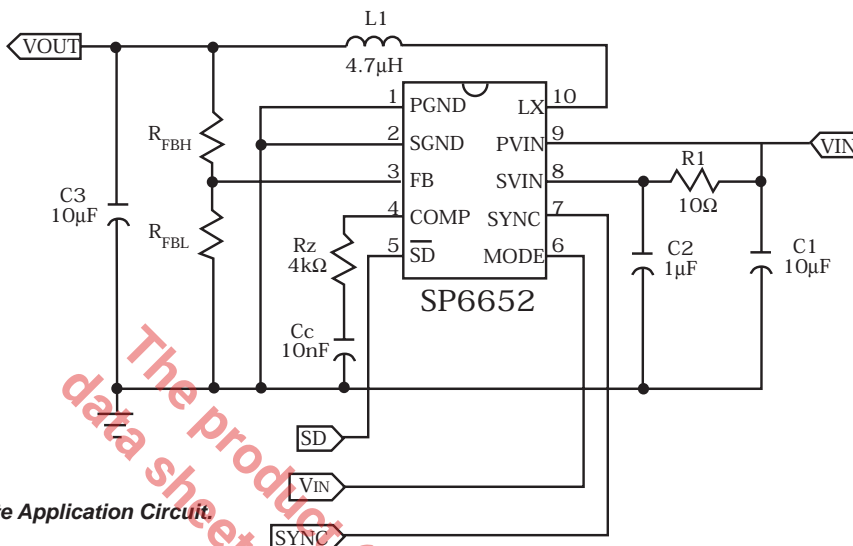 L1
VOUT
4.7µH
1 PGND
LX 10
2 SGND
PVIN 9
VIN
R_FBH
3 FB
SVIN 8
R1
10Ω
C3
10µF
4 COMP
SYNC 7
R_FBL
Rz
4kΩ
5 SD
MODE 6
C2
1µF
C1
10µF
SP6652
Cc
10nF
SD
VIN
Application Circuit.
SYNC
The product
data sheet